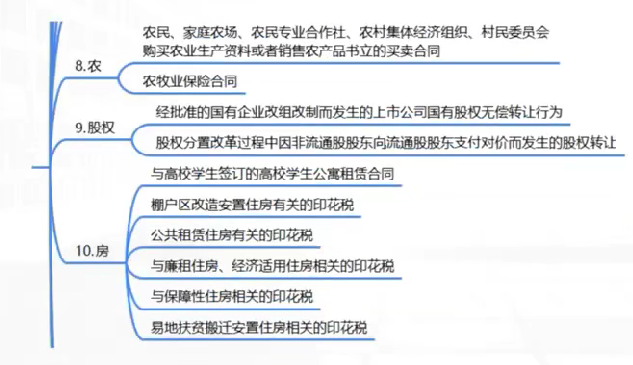 农民、家庭农场、农民专业合作社、农村集体经济组织、村民委员会
购买农业生产资料或者销售农产品书立的买卖合同
8.农
农牧业保险合同
经批准的国有企业改组改制而发生的上市公司国有股权无偿转让行为
9.股权
股权分置改革过程中因非流通股股东向流通股股东支付对价而发生的股权转让
与高校学生签订的高校学生公寓租赁合同
棚户区改造安置住房有关的印花税
公共租赁住房有关的印花税
10.房
与廉租住房、经济适用住房相关的印花税
与保障性住房相关的印花税
易地扶贫搬迁安置住房相关的印花税